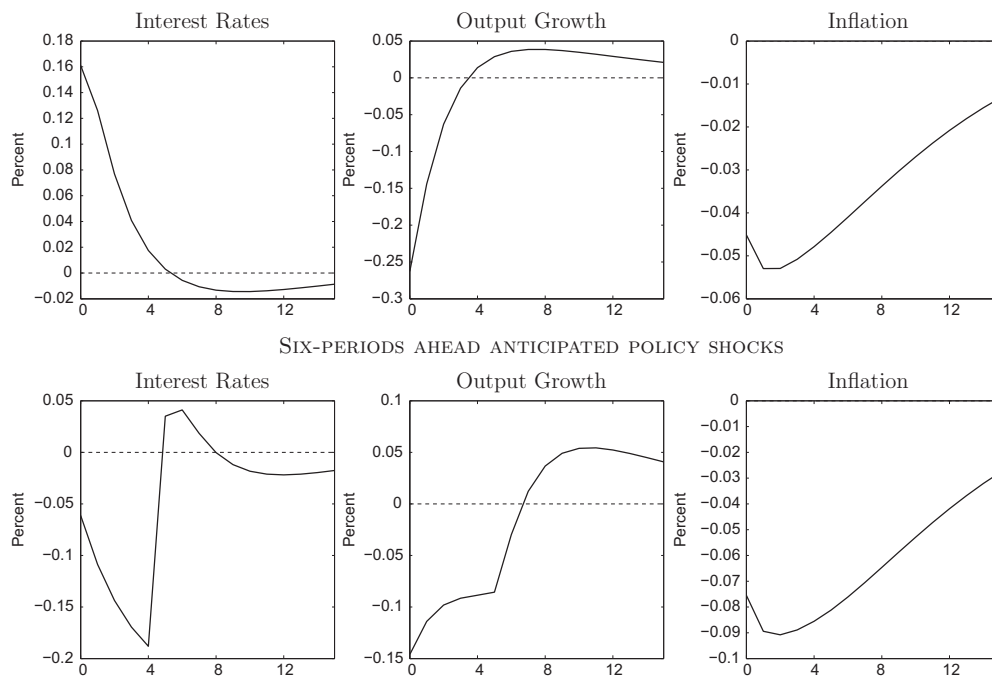 Interest Rates Output Growth Inflation
0.18 0.05 0
0.16
0.14 0 −0.01
0.12 −0.05
0.1 −0.1 −0.02
0.08 −0.03
0.06 −0.15
0.04 −0.2 −0.04
0.02 −0.05
0 −0.25
−0.02 −0.3 −0.06
Percent Percent Percent
0 4 8 12 0 4 8 12 0 4 8 12
SIX-PERIODS AHEAD ANTICIPATED POLICY SHOCKS
Interest Rates Output Growth Inflation
0.05 0.1 0
−0.01
0 0.05 −0.02
−0.03
−0.05 0 −0.04
−0.05
−0.1 0.05 −0.06
−0.07
−0.15 −0.1 −0.08
−0.09
−0.2 −0.15 −0.1
Percent Percent Percent
0 4 8 12 0 4 8 12 0 4 8 12